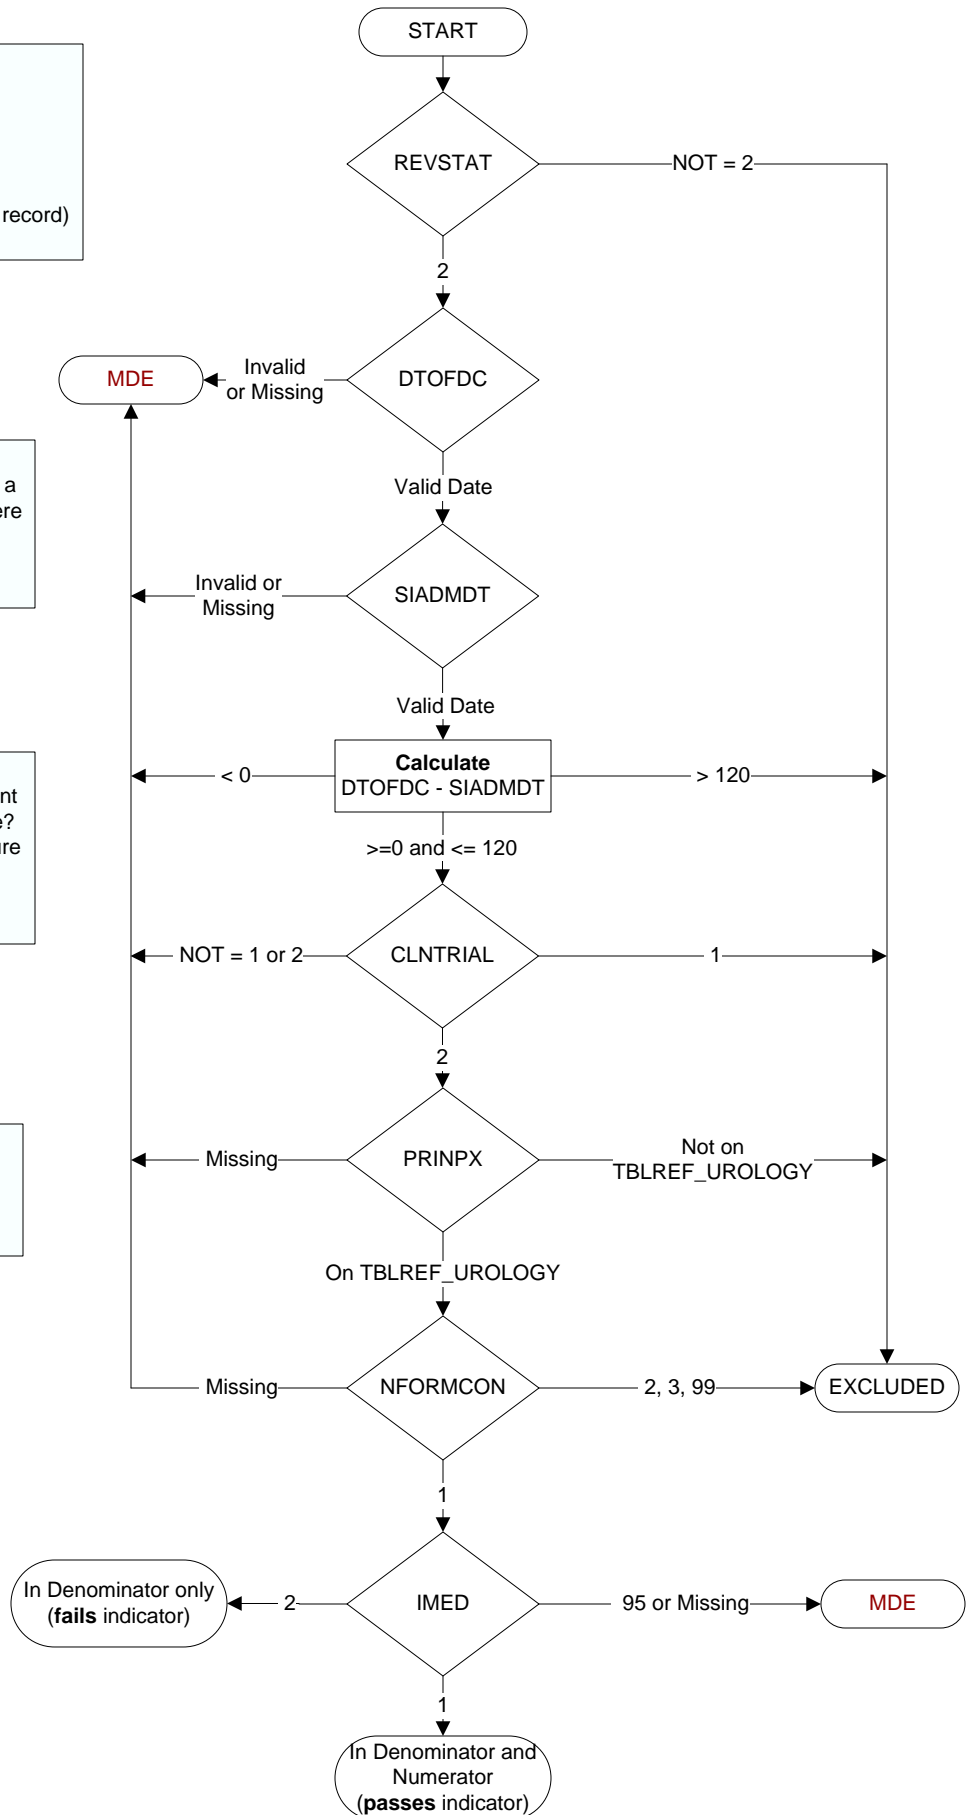 START
REVSTAT
NOT = 2
record)
2
DTOFDC
Invalid
or Missing
MDE
Valid Date
a
ere
SIADMDT
Invalid or
Missing
Valid Date
Calculate
DTOFDC - SIADMDT
< 0
> 120
nt
e?
ure
>=0 and <= 120
CLNTRIAL
NOT = 1 or 2
1
2
PRINPX
Missing
Not on
TBLREF_UROLOGY
On TBLREF_UROLOGY
NFORMCON
Missing
2, 3, 99
EXCLUDED
1
IMED
2
In Denominator only
(fails indicator)
95 or Missing
MDE
1
In Denominator and
Numerator
(passes indicator)